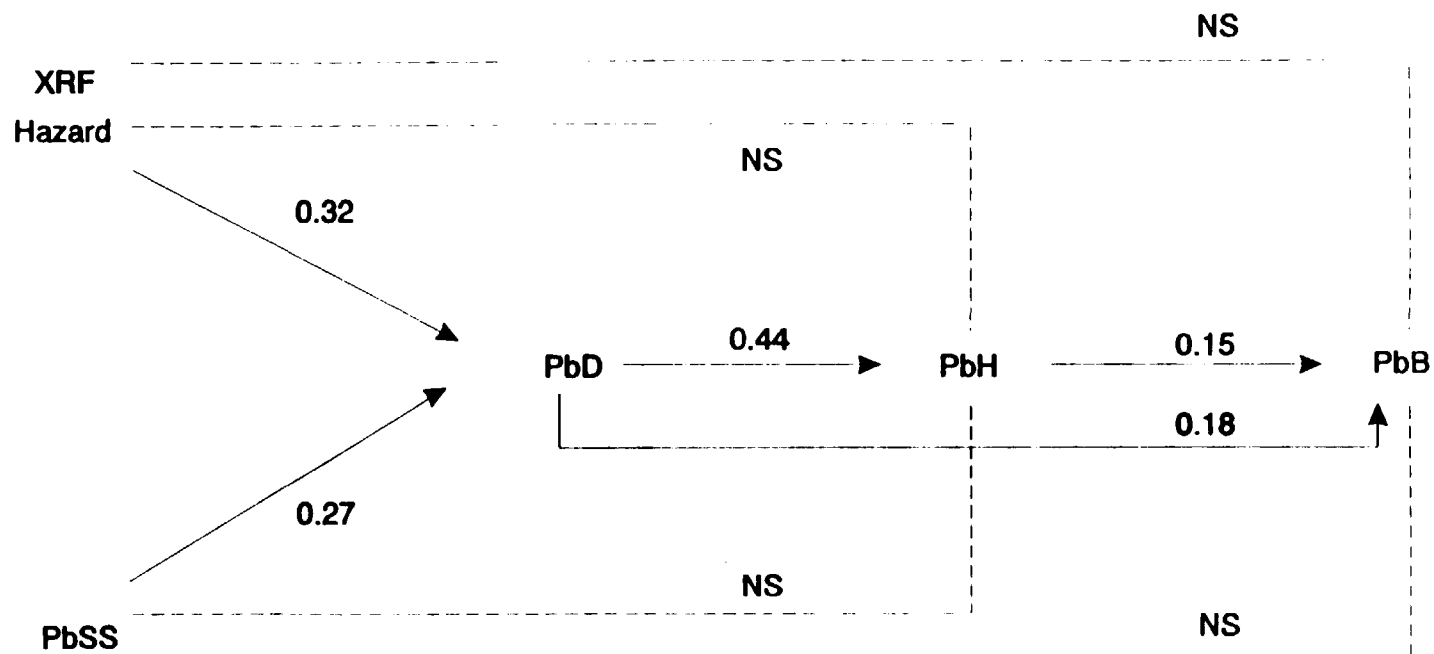 NS
XRF
Hazard
NS
0.32
PbD
0.44
PbH
0.15
PbB
0.18
0.27
NS
PbSS
NS